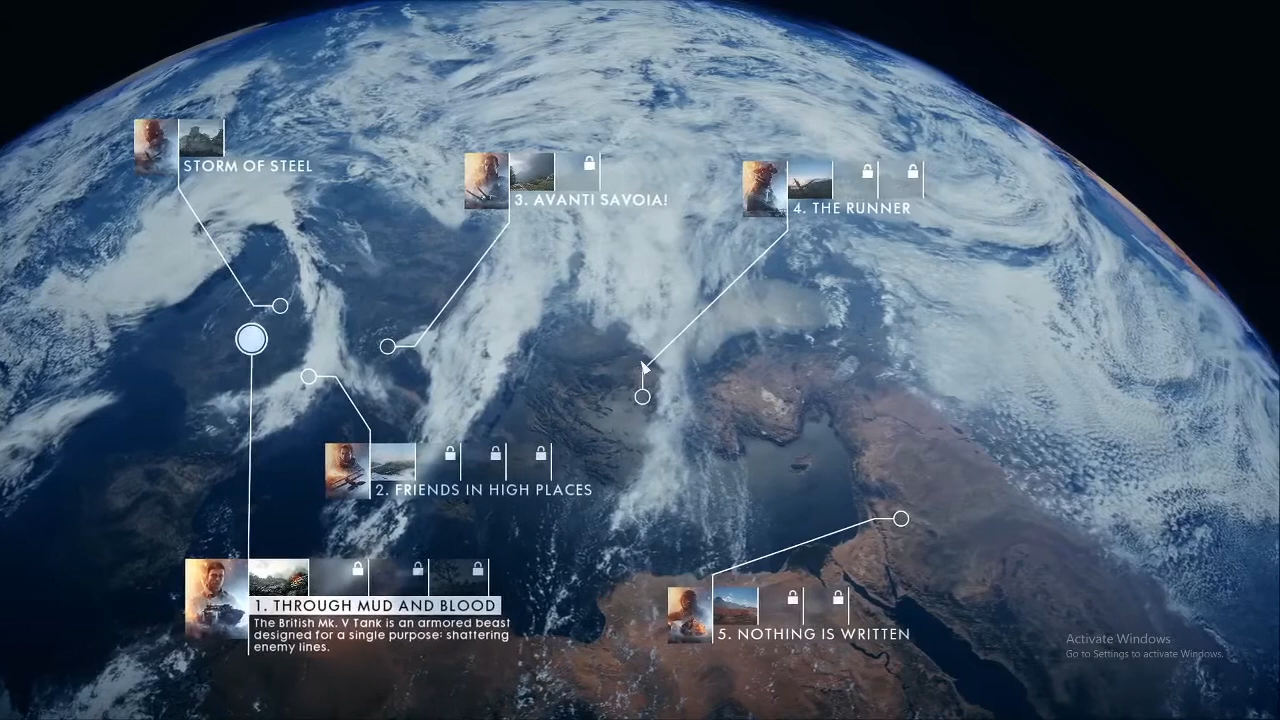 STORM OF STEEL
3. AVANTI SAVOIA!
4. THE RUNNER
2. FRIENDS IN HIGH PLACES
1. THROUGH MUD AND BLOOD
The British Mk. V Tank is an armored beast
designed for a single purpose: shattering
enemy lines.
5. NOTHING IS WRITTEN
Activate Windows
Go to Settings to activate Windows.